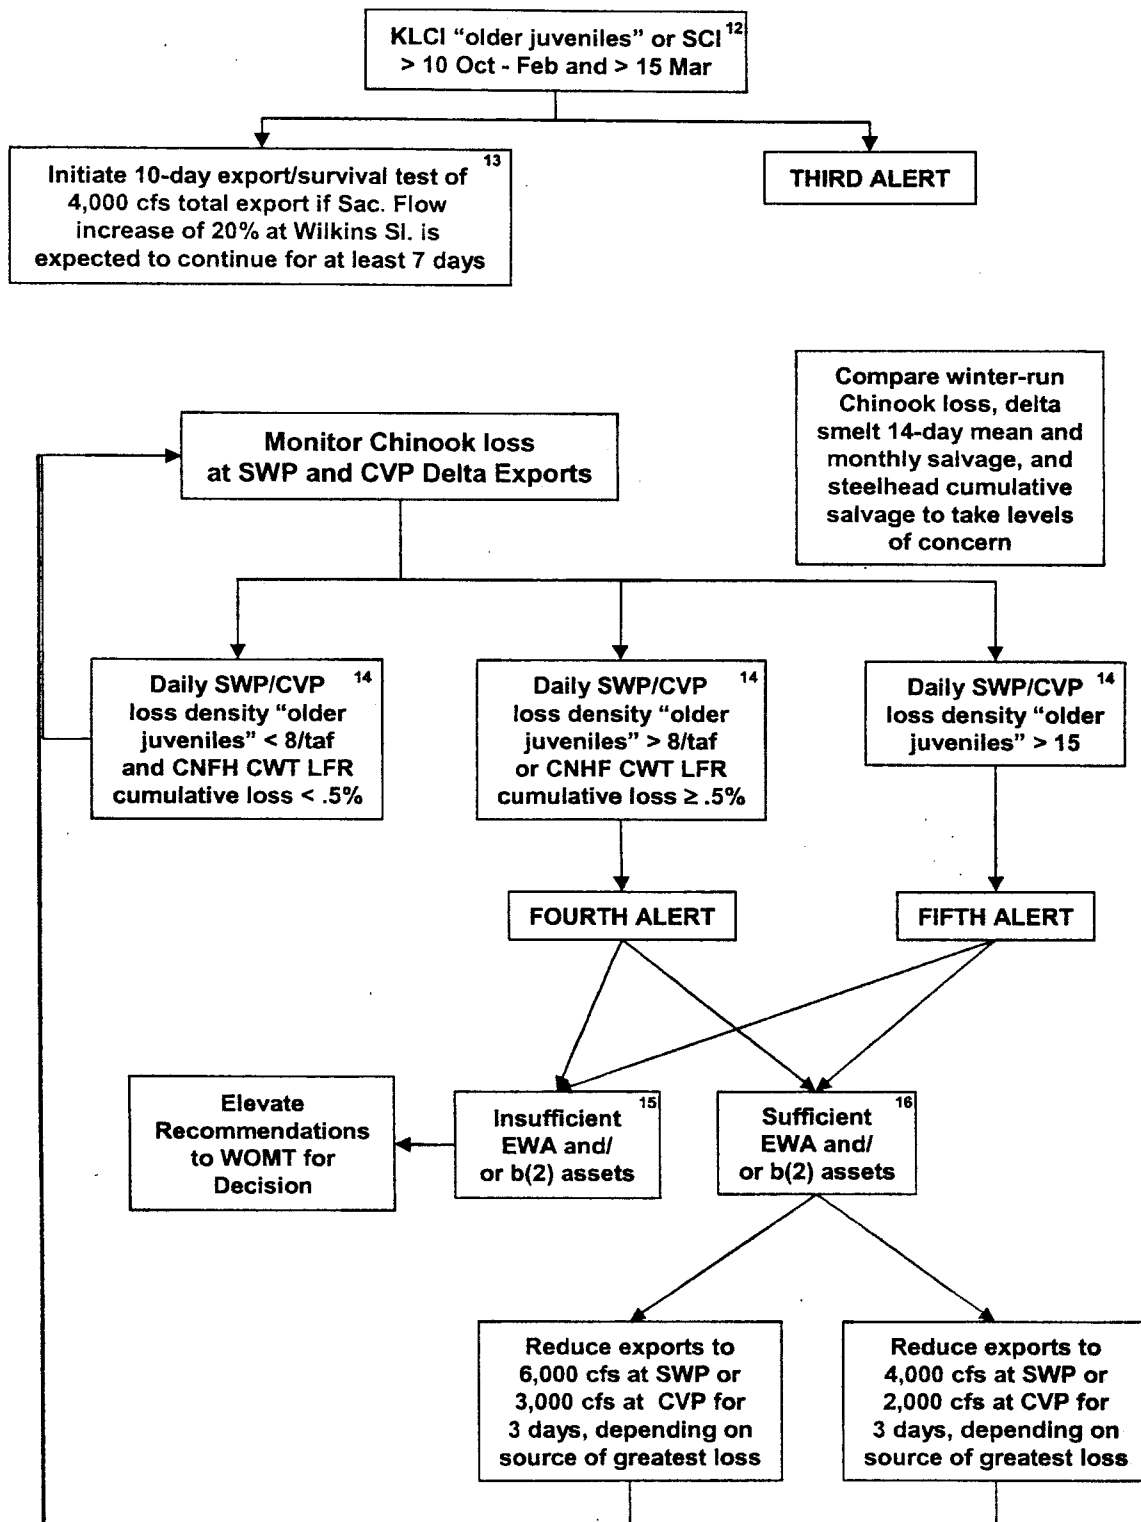 KLCI “older juveniles” or SCI 12
> 10 Oct - Feb and > 15 Mar
13
Initiate 10-day export/survival test of
4,000 cfs total export if Sac. Flow
increase of 20% at Wilkins Sl. is
expected to continue for at least 7 days
THIRD ALERT
Compare winter-run
Chinook loss, delta
smelt 14-day mean and
monthly salvage, and
steelhead cumulative
salvage to take levels
of concern
Monitor Chinook loss
at SWP and CVP Delta Exports
Daily SWP/CVP 14
loss density “older
juveniles” < 8/taf
and CNFH CWT LFR
cumulative loss < .5%
Daily SWP/CVP 14
loss density “older
juveniles” > 8/taf
or CNHF CWT LFR
cumulative loss ≥ .5%
Daily SWP/CVP 14
loss density “older
juveniles” > 15
FOURTH ALERT
FIFTH ALERT
Elevate
Recommendations
to WOMT for
Decision
15
Insufficient
EWA and/
or b(2) assets
16
Sufficient
EWA and/
or b(2) assets
Reduce exports to
6,000 cfs at SWP or
3,000 cfs at CVP for
3 days, depending on
source of greatest loss
Reduce exports to
4,000 cfs at SWP or
2,000 cfs at CVP for
3 days, depending on
source of greatest loss